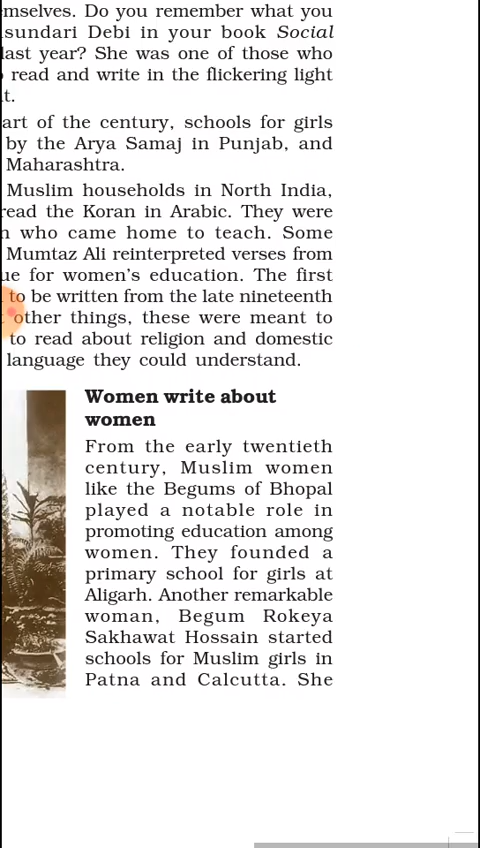 emselves. Do you remember what you
sundari Debi in your book Social
last year? She was one of those who
read and write in the flickering light
t.
art of the century, schools for girls
by the Arya Samaj in Punjab, and
Maharashtra.
Muslim households in North India,
read the Koran in Arabic. They were
who came home to teach. Some
Mumtaz Ali reinterpreted verses from
ue for women's education. The first
to be written from the late nineteenth
other things, these were meant to
to read about religion and domestic
language they could understand.
Women write about
women
From the early twentieth
century, Muslim women
like the Begums of Bhopal
played a notable role in
promoting education among
women. They founded a
primary school for girls at
Aligarh. Another remarkable
woman, Begum Rokeya
Sakhawat Hossain started
schools for Muslim girls in
Patna and Calcutta. She